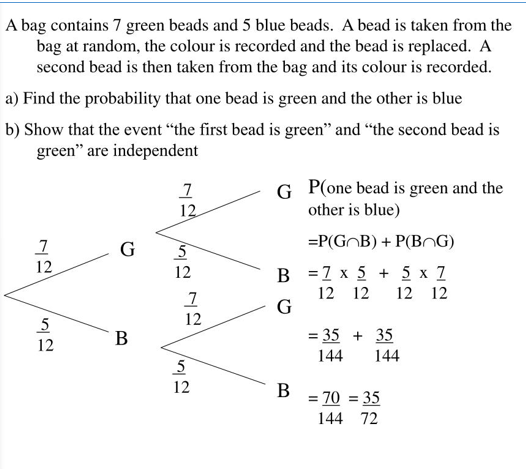 A bag contains 7 green beads and 5 blue beads. A bead is taken from the
bag at random, the colour is recorded and the bead is replaced. A
second bead is then taken from the bag and its colour is recorded.
a) Find the probability that one bead is green and the other is blue
b) Show that the event “the first bead is green” and “the second bead is
green” are independent
7
12
G
5
12
B
7
12
G
5
12
B
7
12
G
5
12
B
P(one bead is green and the
other is blue)
=P(G∩B) + P(B∩G)
= 7 x 5 + 5 x 7
12 12 12 12
= 35 + 35
144 144
= 70 = 35
144 72